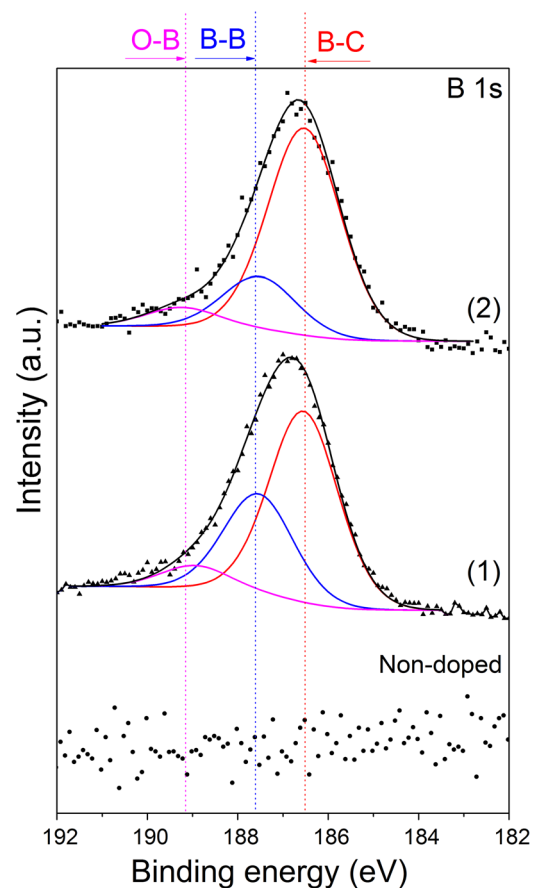 O-B B-B B-C
B 1s
(2)
(1)
Non-doped
Intensity (a.u.)
192 190 188 186 184 182
Binding energy (eV)